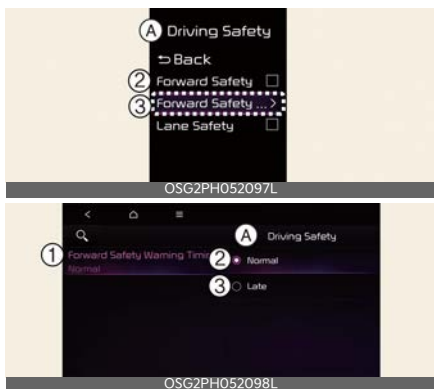 A Driving Safety
Back
2 Forward Safety
3 Forward Safety ... >
Lane Safety
OSG2PH052097L
A Driving Safety
1 Forward Safety Warning Timin
Normal
2 Normal
3 Late
OSG2PH052098L